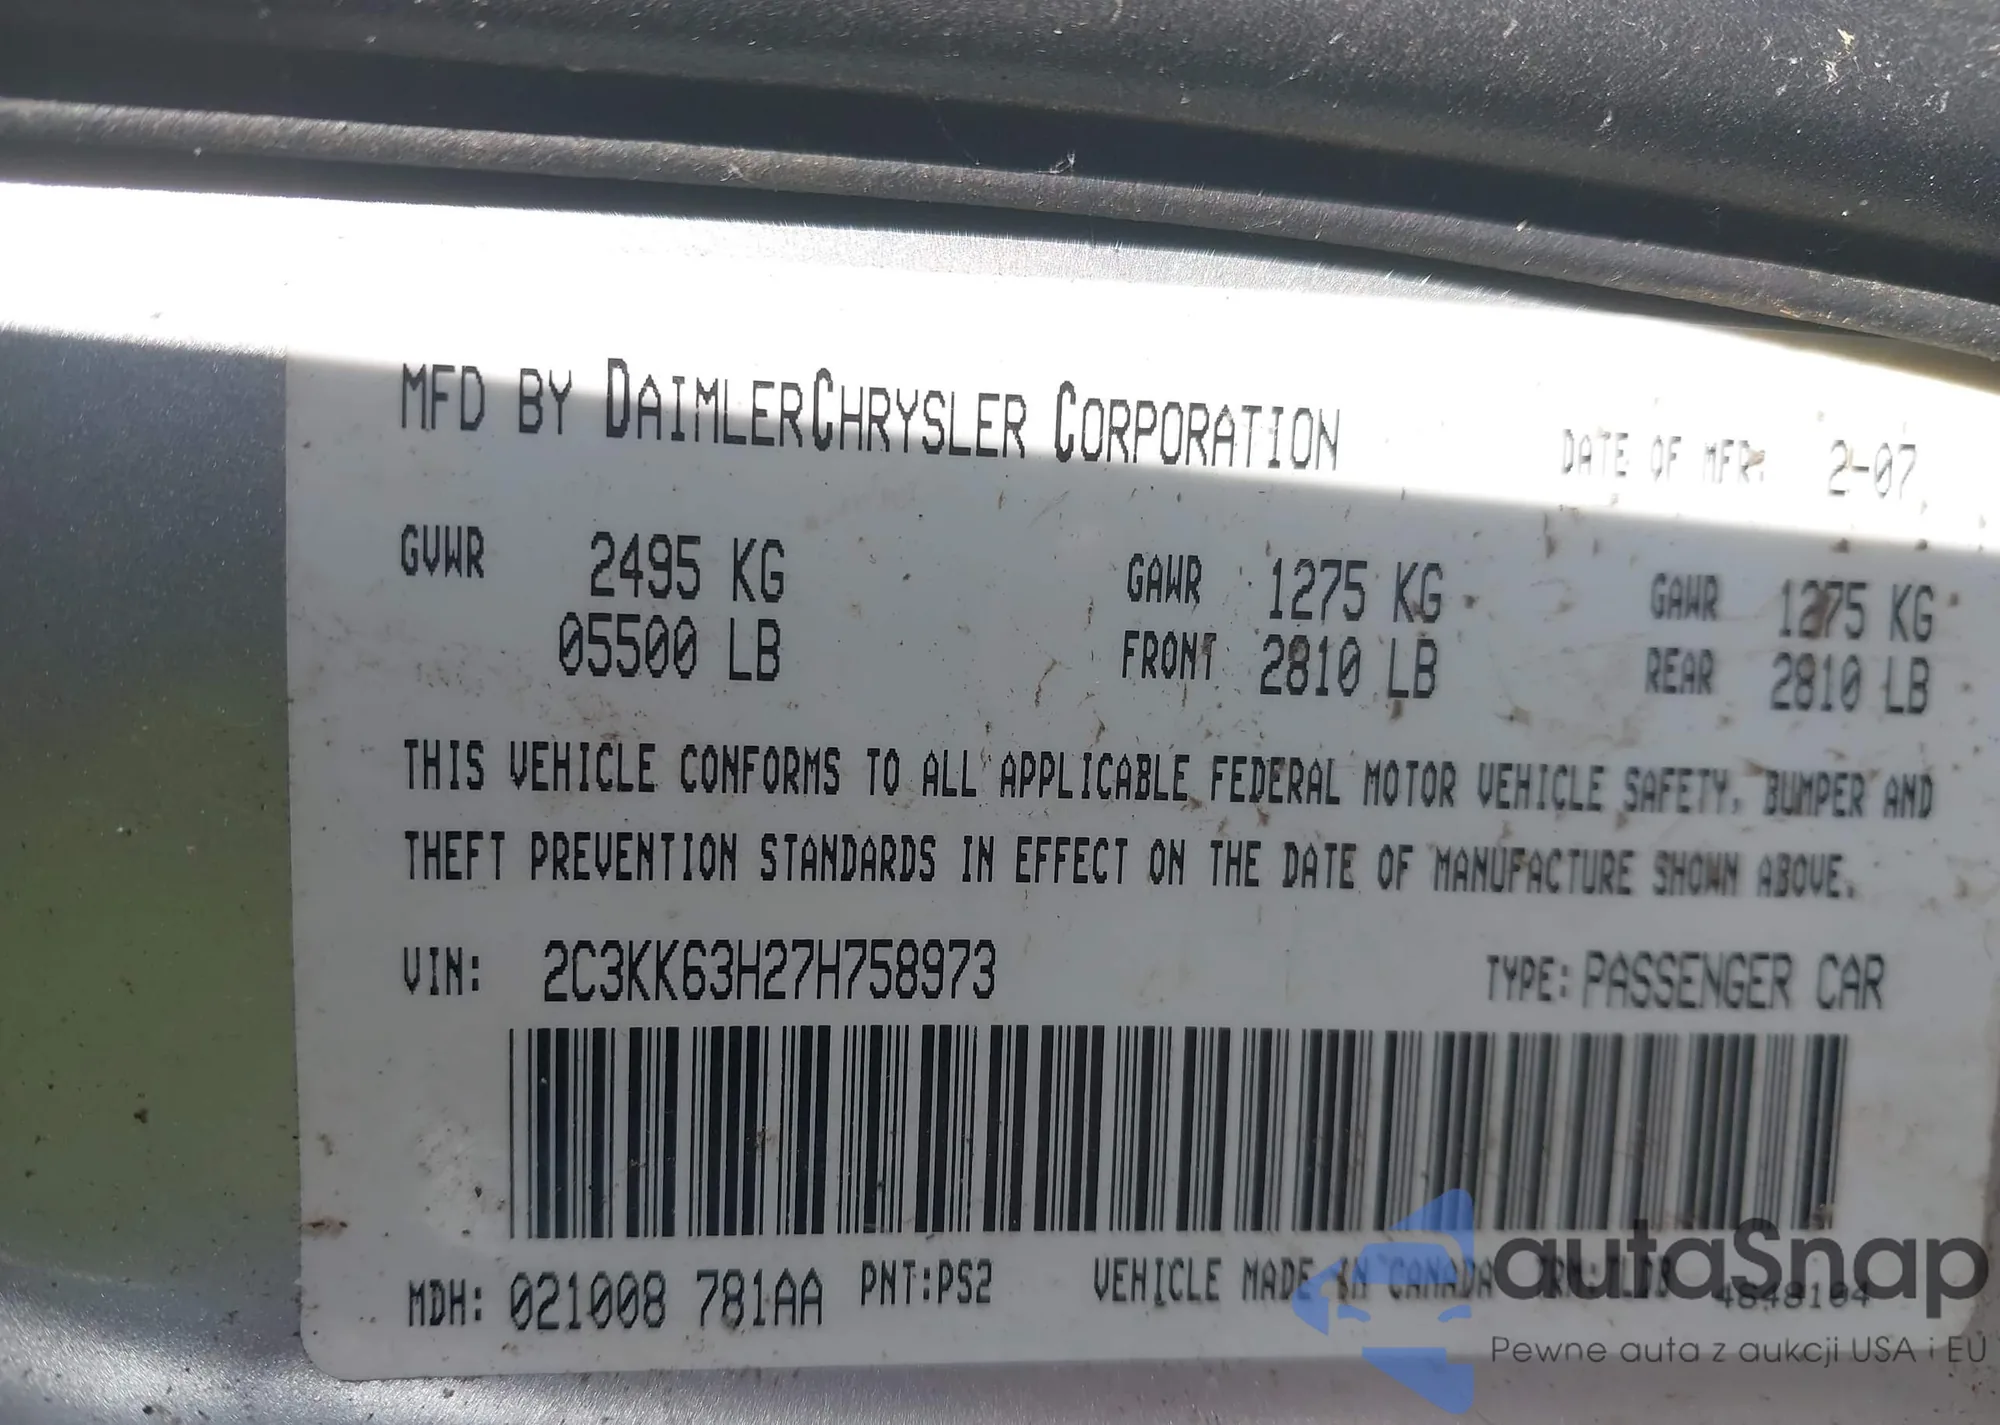 MFD BY DAIMLERCHRYSLER CORPORATION DATE OF MFR: 2-07
GVWR 2495 KG GAWR 1275 KG GAWR 1275 KG
05500 LB FRONT 2810 LB REAR 2810 LB
THIS VEHICLE CONFORMS TO ALL APPLICABLE FEDERAL MOTOR VEHICLE SAFETY, BUMPER AND
THEFT PREVENTION STANDARDS IN EFFECT ON THE DATE OF MANUFACTURE SHOWN ABOVE.
VIN: 2C3KK63H27H758973 TYPE: PASSENGER CAR
MDH: 021008 781AA PNT:PS2 VEHICLE MADE IN CANADA 4848104
autaSnap
Pewne auta z aukcji USA i EU